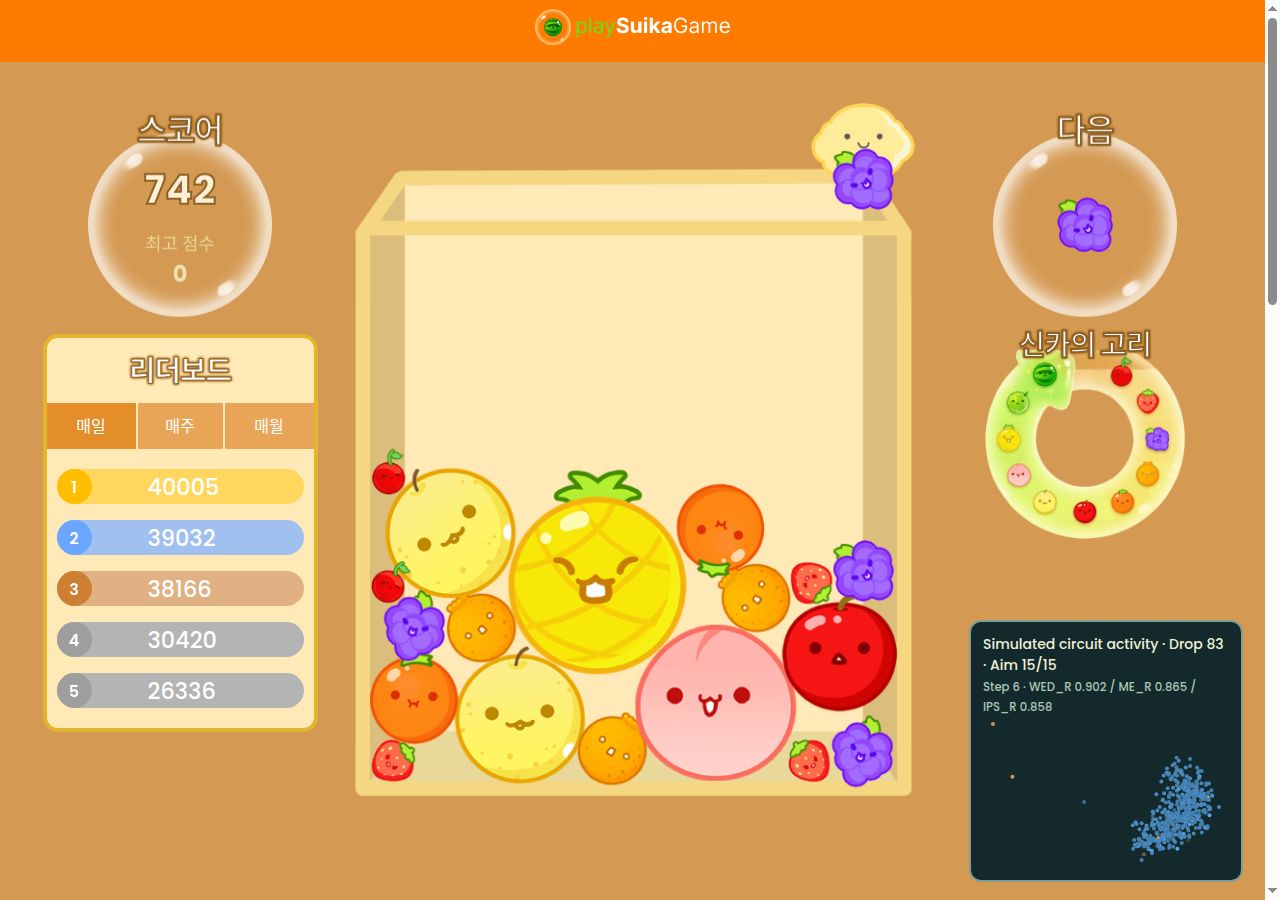 playSuikaGame
스코어
742
최고 점수
0
다음
신카의 고리
리더보드
매일 매주 매월
1 40005
2 39032
3 38166
4 30420
5 26336
Simulated circuit activity · Drop 83
· Aim 15/15
Step 6 · WED_R 0.902 / ME_R 0.865 /
IPS_R 0.858